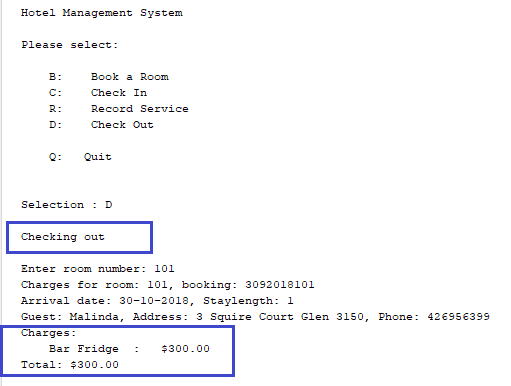 Hotel Management System
Please select:
B: Book a Room
C: Check In
R: Record Service
D: Check Out
Q: Quit
Selection : D
Checking out
Enter room number: 101
Charges for room: 101, booking: 3092018101
Arrival date: 30-10-2018, Staylength: 1
Guest: Malinda, Address: 3 Squire Court Glen 3150, Phone: 426956399
Charges:
Bar Fridge : $300.00
Total: $300.00